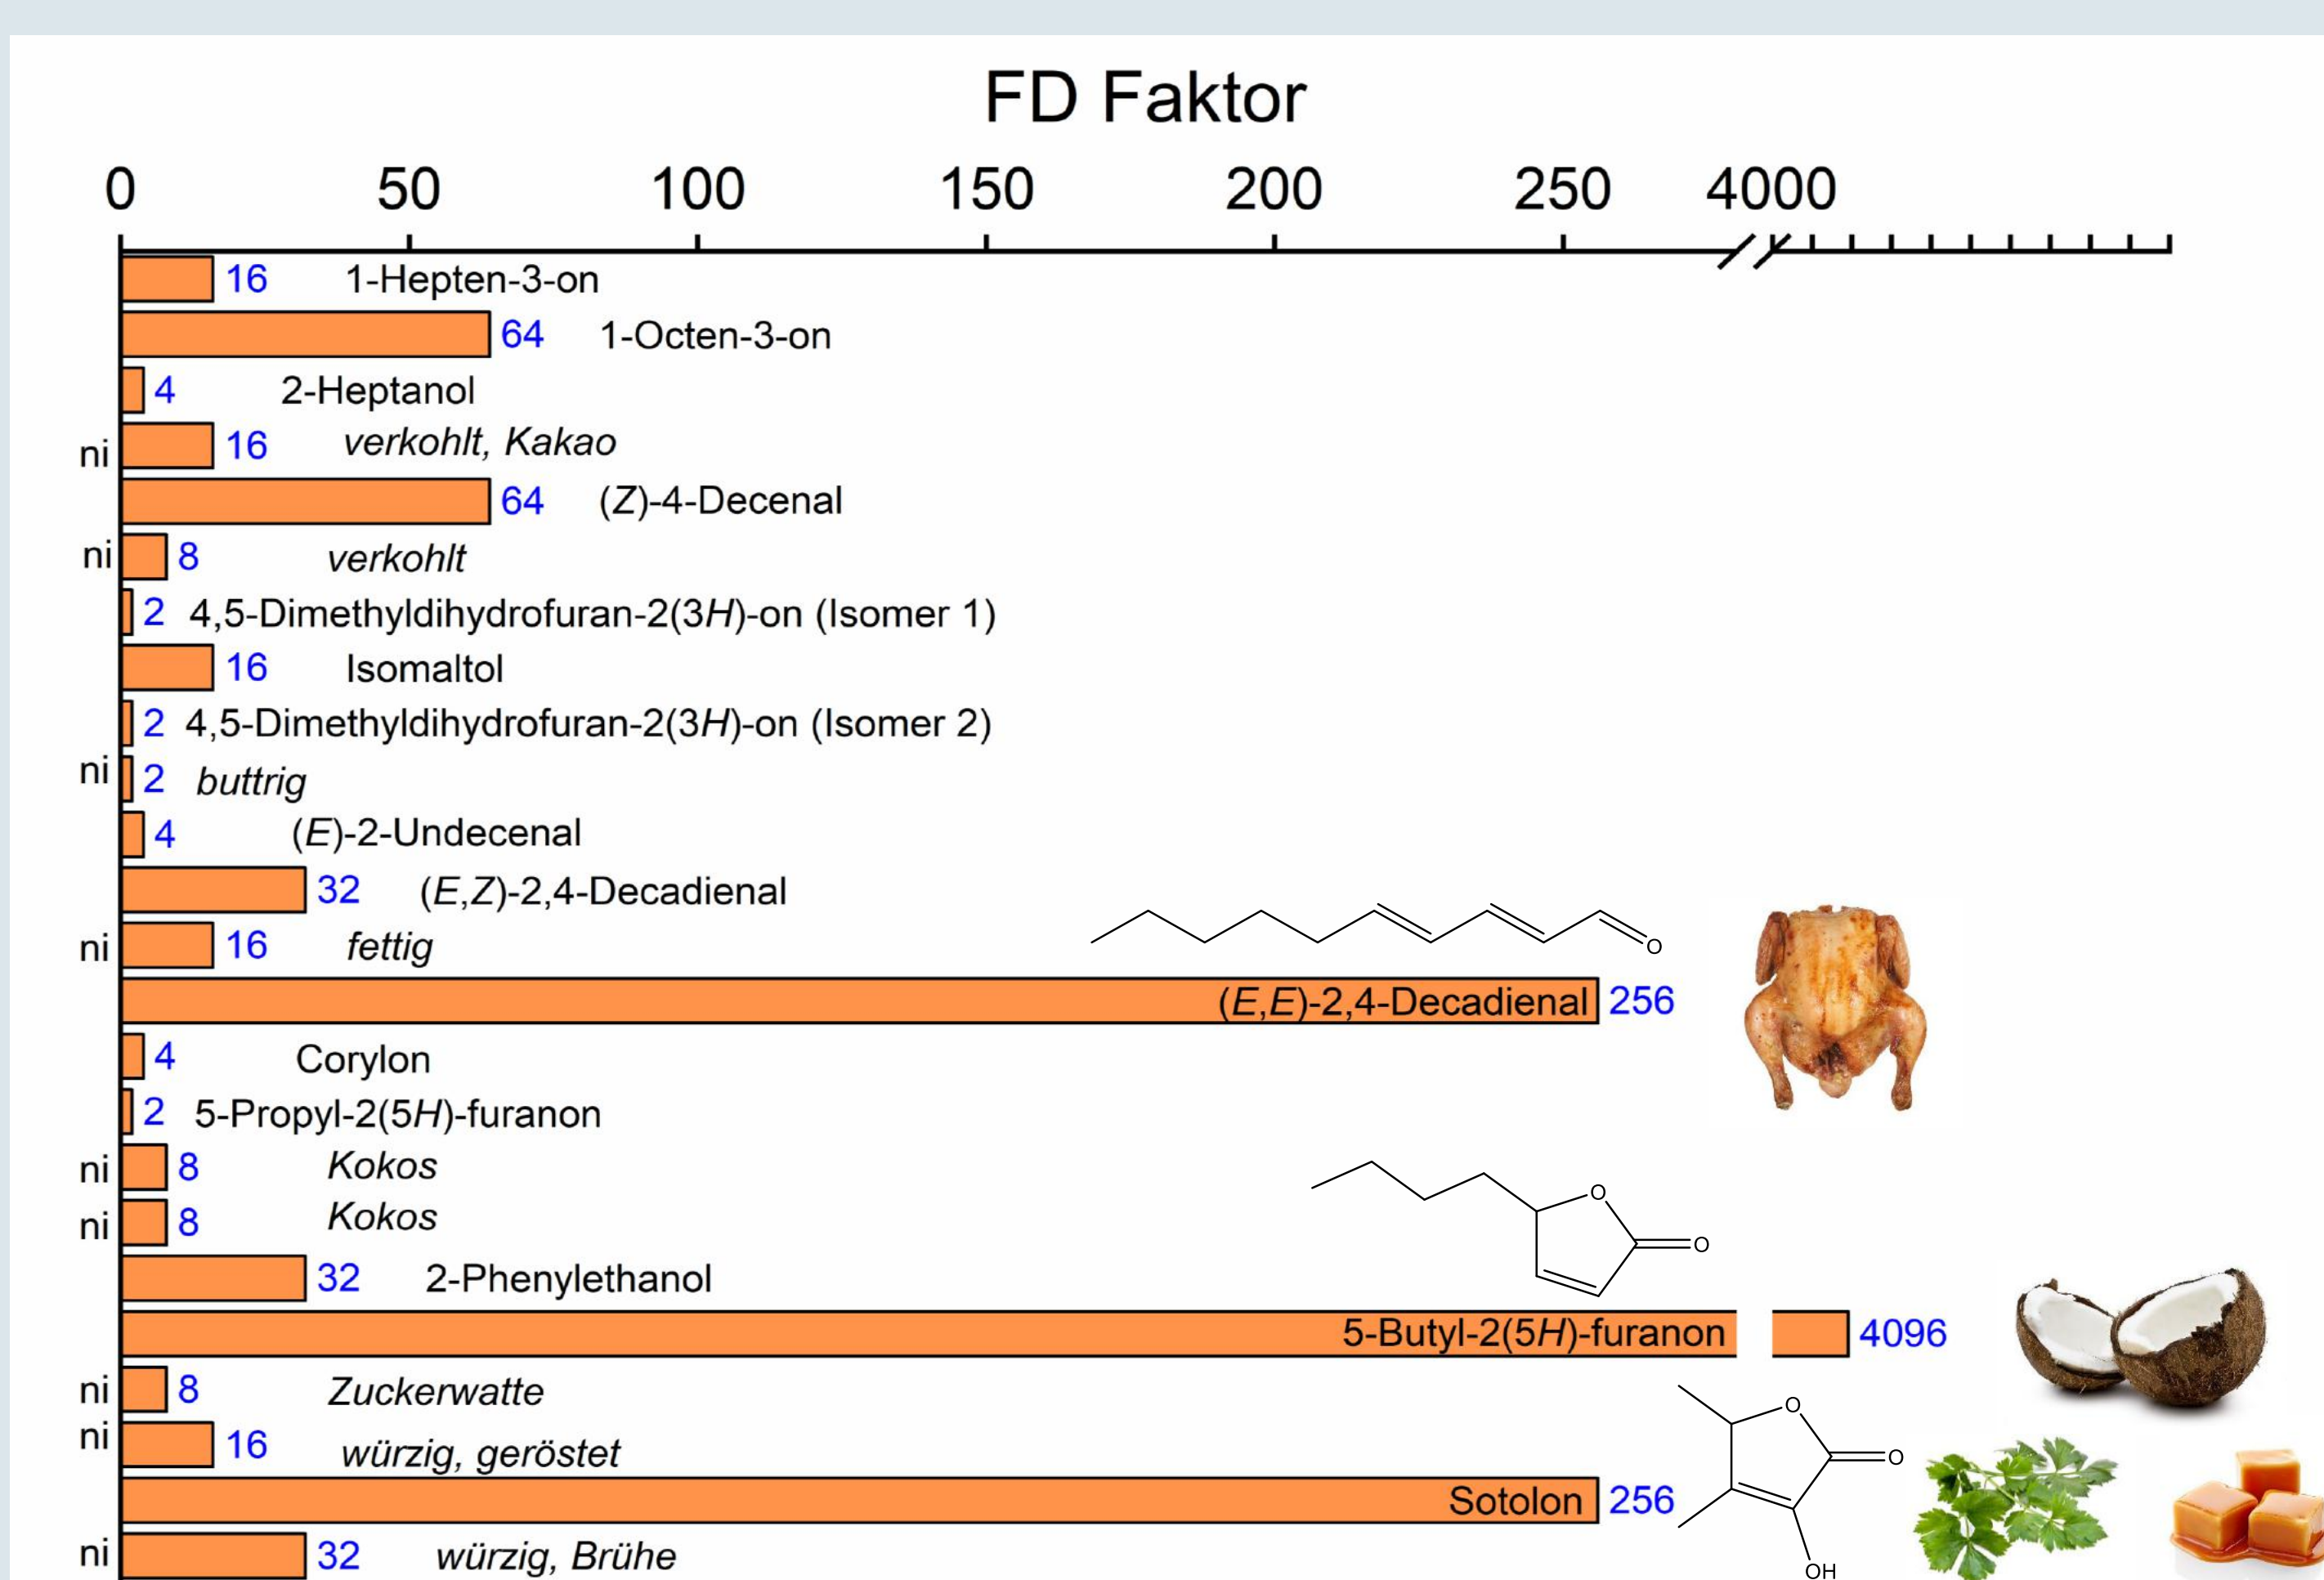 FD Faktor
0 50 100 150 200 250 4000
16 1-Hepten-3-on
64 1-Octen-3-on
4 2-Heptanol
ni 16 verkohlt, Kakao
64 (Z)-4-Decenal
ni 8 verkohlt
2 4,5-Dimethyldihydrofuran-2(3H)-on (Isomer 1)
16 Isomaltol
2 4,5-Dimethyldihydrofuran-2(3H)-on (Isomer 2)
ni 2 buttrig
4 (E)-2-Undecenal
32 (E,Z)-2,4-Decadienal
ni 16 fettig
O
(E,E)-2,4-Decadienal 256
4 Corylon
2 5-Propyl-2(5H)-furanon
ni 8 Kokos
O
ni 8 Kokos
O
32 2-Phenylethanol
5-Butyl-2(5H)-furanon 4096
ni 8 Zuckerwatte
O
ni 16 würzig, geröstet
O
Sotolon 256
ni 32 würzig, Brühe
OH